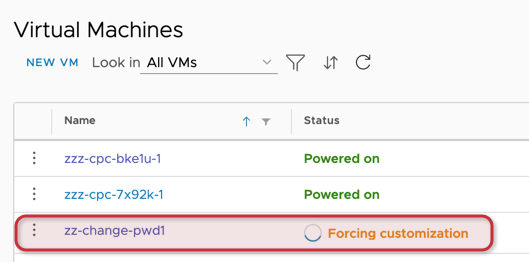 Virtual Machines
NEW VM Look in All VMs
Name Status
zzz-cpc-bke1u-1 Powered on
zzz-cpc-7x92k-1 Powered on
zz-change-pwd1 Forcing customization